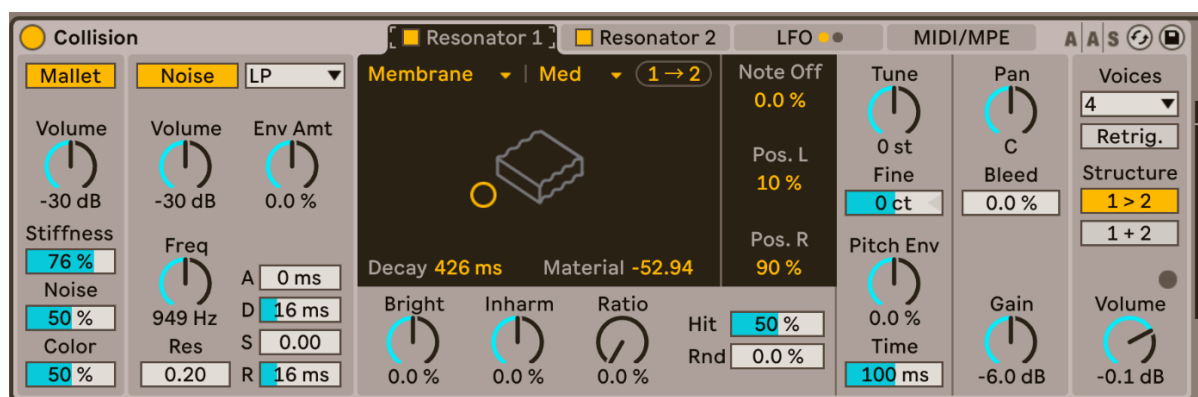 Collision
Resonator 1
Resonator 2
LFO
MIDI/MPE
A|A|S
Mallet
Volume
-30 dB
Stiffness
76 %
Noise
50 %
Color
50 %
Noise
LP
Volume
-30 dB
Env Amt
0.0 %
Freq
949 Hz
Res
0.20
A 0 ms
D 16 ms
S 0.00
R 16 ms
Membrane
Med
1→2
Decay 426 ms
Material -52.94
Note Off
0.0 %
Pos. L
10 %
Pos. R
90 %
Bright
0.0 %
Inharm
0.0 %
Ratio
0.0 %
Hit 50 %
Rnd 0.0 %
Tune
0 st
Fine
0 ct
Pitch Env
0.0 %
Time
100 ms
Pan
C
Bleed
0.0 %
Gain
-6.0 dB
Voices
4
Retrig.
Structure
1 > 2
1 + 2
Volume
-0.1 dB